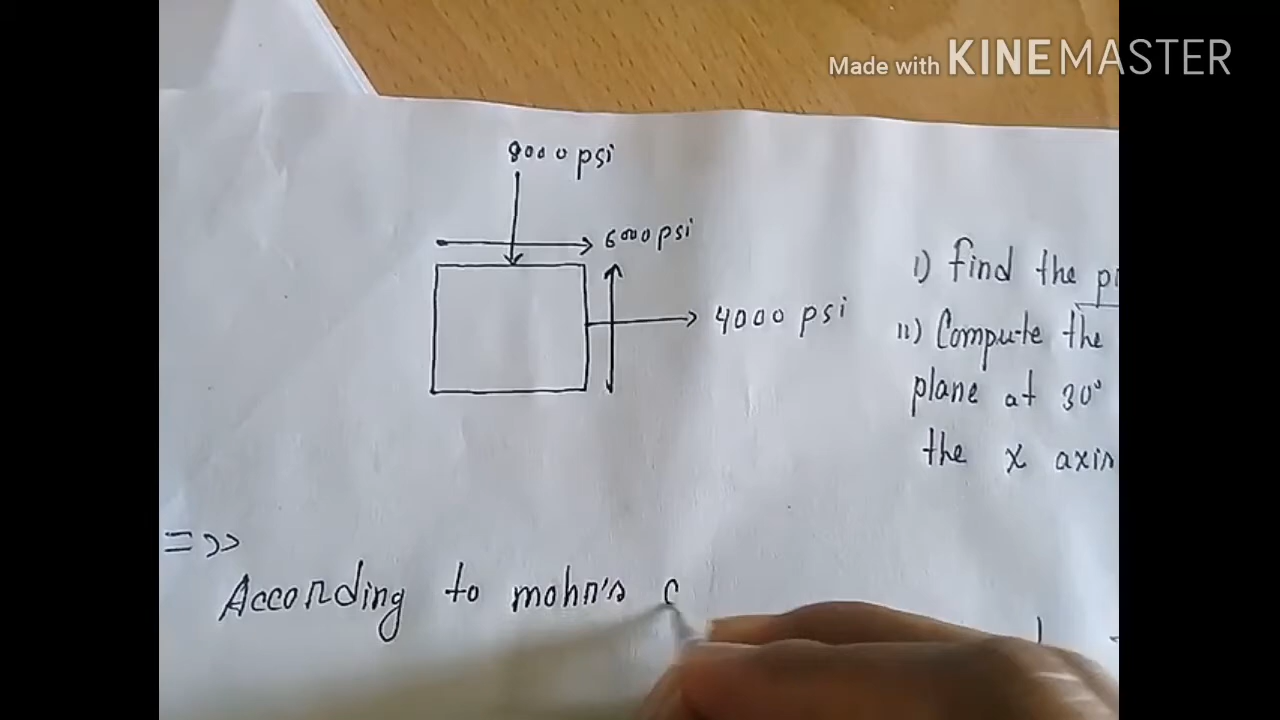 Made with KINEMASTER
8000 psi
6000 psi
4000 psi
i) Find the
ii) Compute the
plane at 30°
the x axis
=>>
According to mohr's